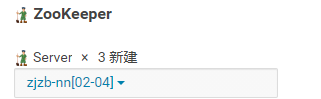 ZooKeeper
Server × 3 新建
zjzb-nn[02-04]